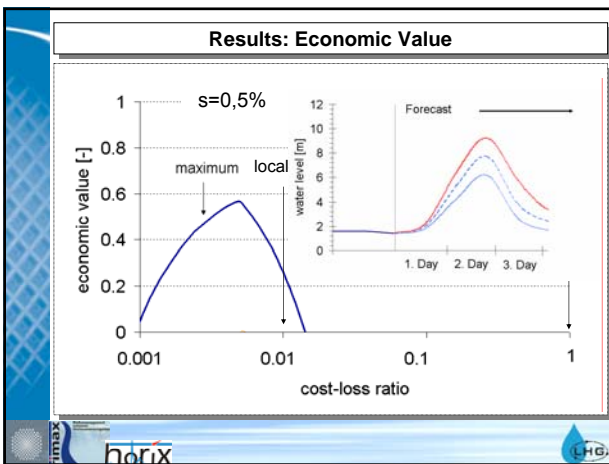 Results: Economic Value
s=0,5%
economic value [-]
1
0.8
0.6
0.4
0.2
0
maximum
local
0.001
0.01
0.1
1
cost-loss ratio
Forecast
water level [m]
12
10
8
6
4
2
0
1. Day
2. Day
3. Day
rimax
horix
LHG